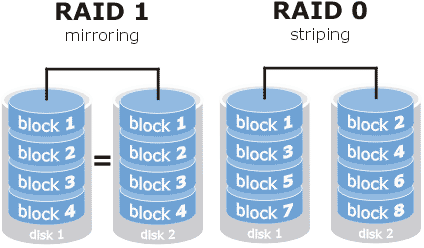 RAID 1
mirroring
block 1
block 2
block 3
block 4
disk 1
=
block 1
block 2
block 3
block 4
disk 2
RAID 0
striping
block 1
block 3
block 5
block 7
disk 1
block 2
block 4
block 6
block 8
disk 2